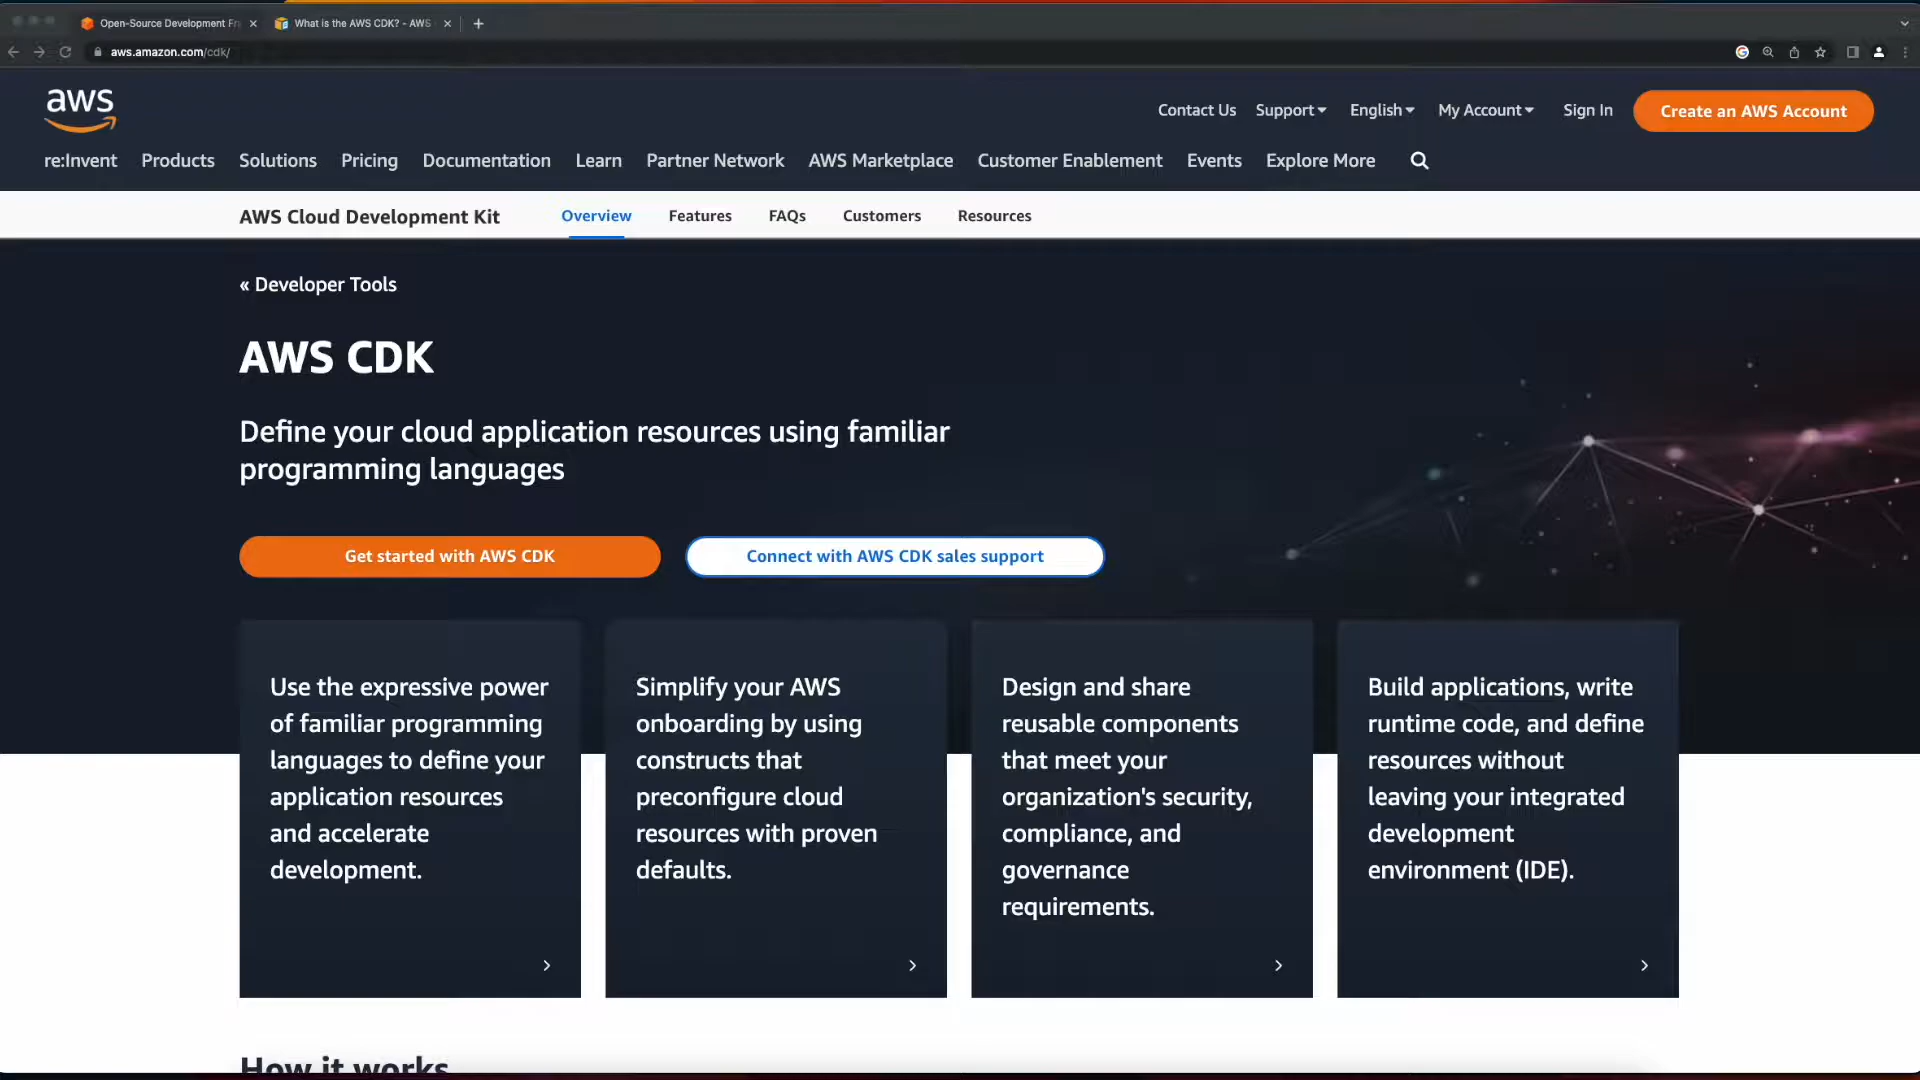 Open-Source Development Fr
What is the AWS CDK? - AWS
aws.amazon.com/cdk/
aws
Contact Us Support English My Account Sign In Create an AWS Account
re:Invent Products Solutions Pricing Documentation Learn Partner Network AWS Marketplace Customer Enablement Events Explore More
AWS Cloud Development Kit Overview Features FAQs Customers Resources
« Developer Tools
AWS CDK
Define your cloud application resources using familiar
programming languages
Get started with AWS CDK
Connect with AWS CDK sales support
Use the expressive power
of familiar programming
languages to define your
application resources
and accelerate
development.
Simplify your AWS
onboarding by using
constructs that
preconfigure cloud
resources with proven
defaults.
Design and share
reusable components
that meet your
organization's security,
compliance, and
governance
requirements.
Build applications, write
runtime code, and define
resources without
leaving your integrated
development
environment (IDE).
How it works